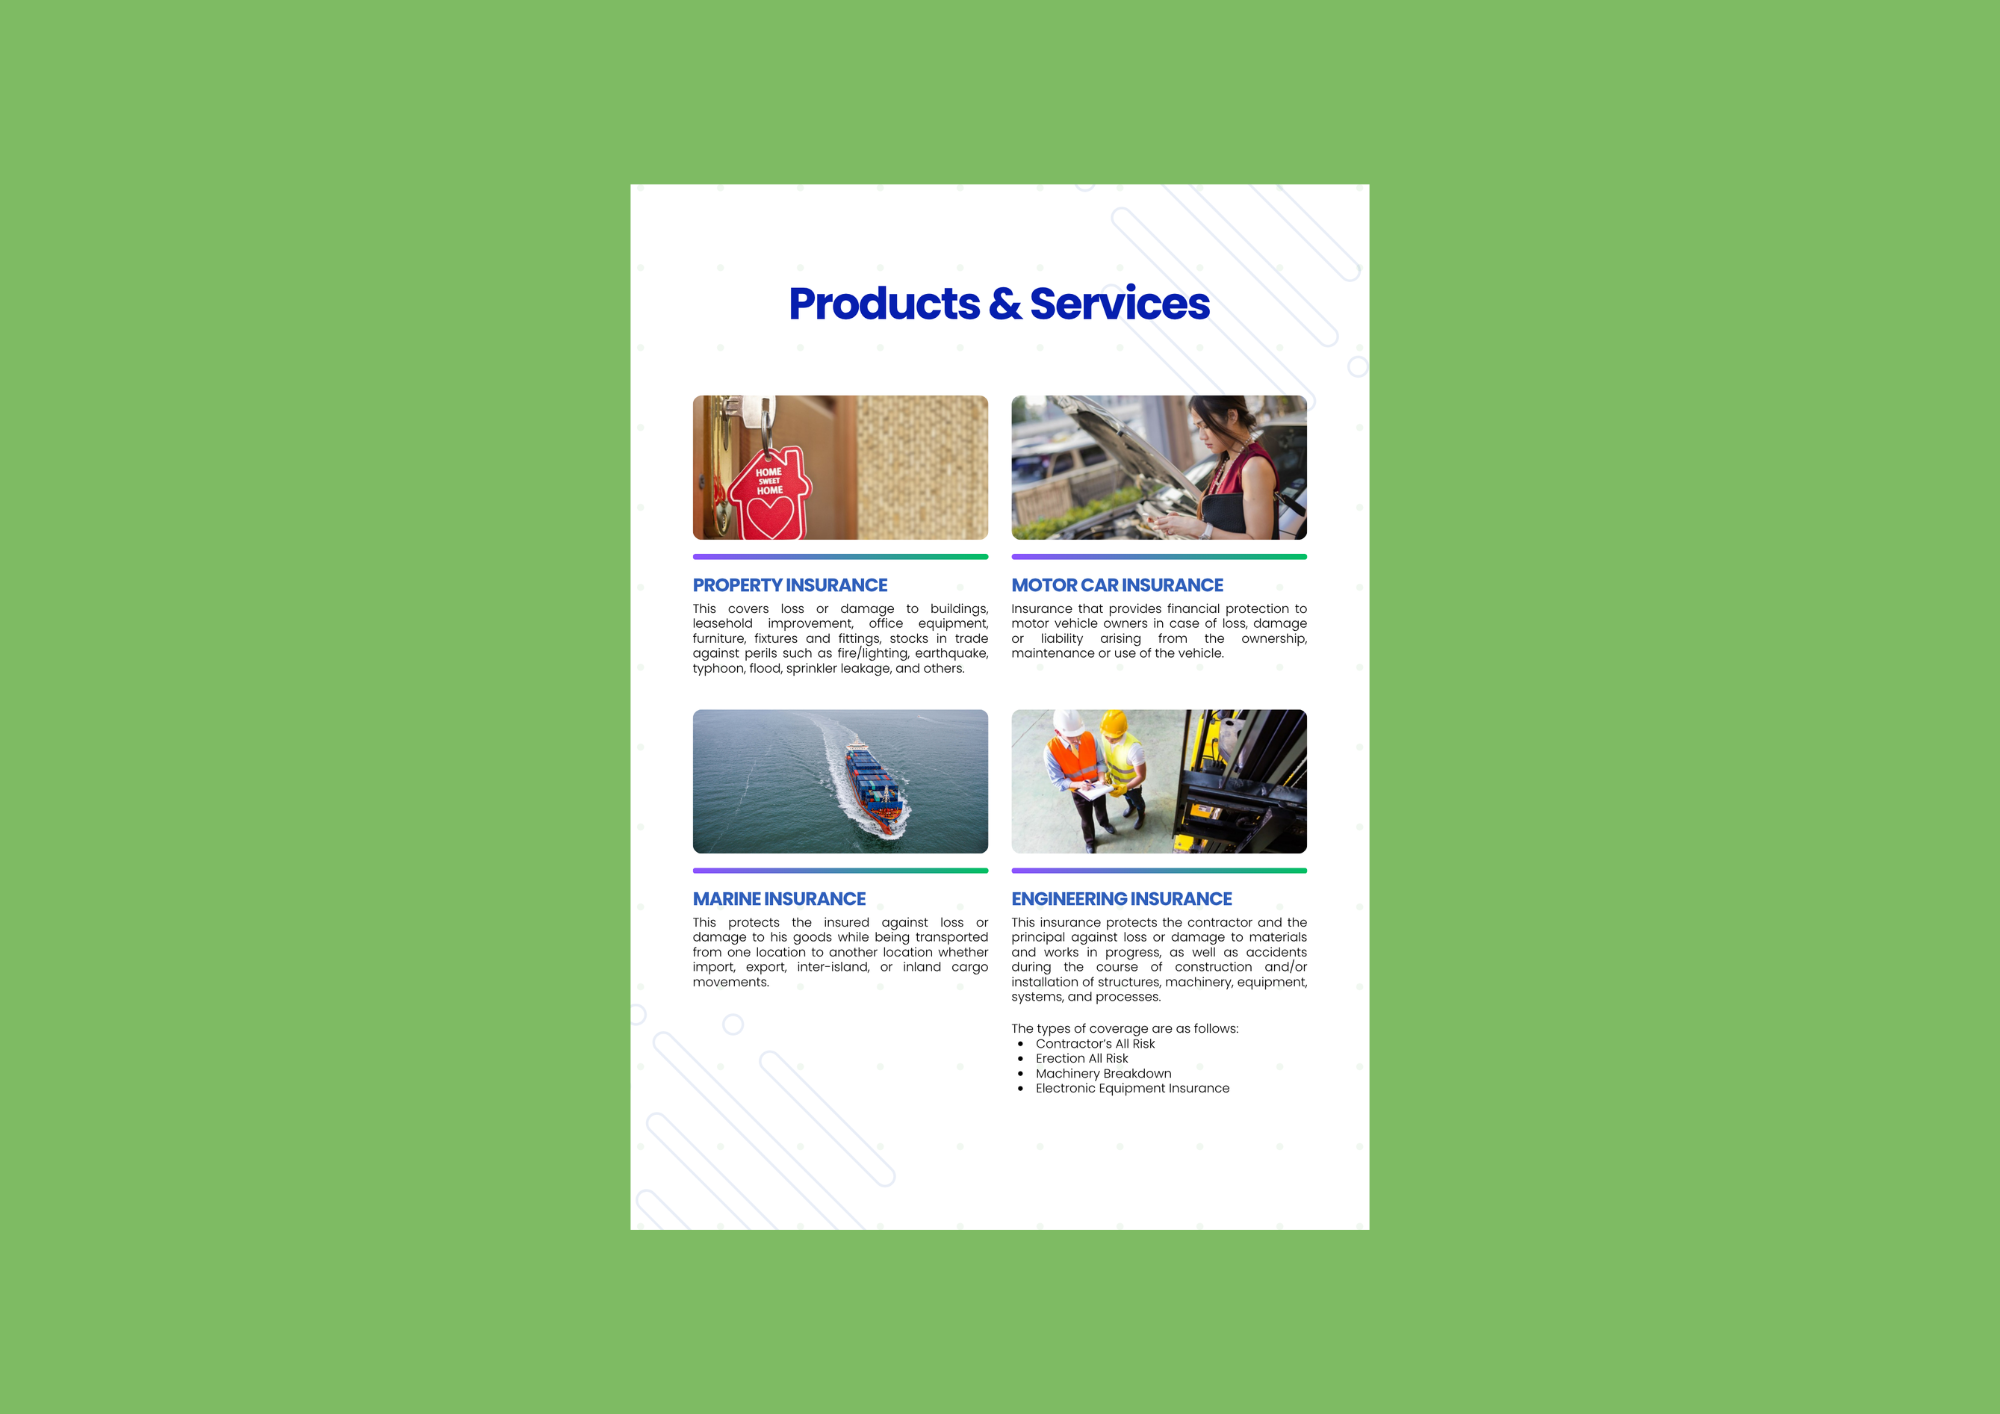 Products & Services
HOME
SWEET
HOME
PROPERTY INSURANCE
This covers loss or damage to buildings,
leasehold improvement, office equipment,
furniture, fixtures and fittings, stocks in trade
against perils such as fire/lighting, earthquake,
typhoon, flood, sprinkler leakage, and others.
MOTOR CAR INSURANCE
Insurance that provides financial protection to
motor vehicle owners in case of loss, damage
or liability arising from the ownership,
maintenance or use of the vehicle.
MARINE INSURANCE
This protects the insured against loss or
damage to his goods while being transported
from one location to another location whether
import, export, inter-island, or inland cargo
movements.
ENGINEERING INSURANCE
This insurance protects the contractor and the
principal against loss or damage to materials
and works in progress, as well as accidents
during the course of construction and/or
installation of structures, machinery, equipment,
systems, and processes.
The types of coverage are as follows:
• Contractor's All Risk
• Erection All Risk
• Machinery Breakdown
• Electronic Equipment Insurance